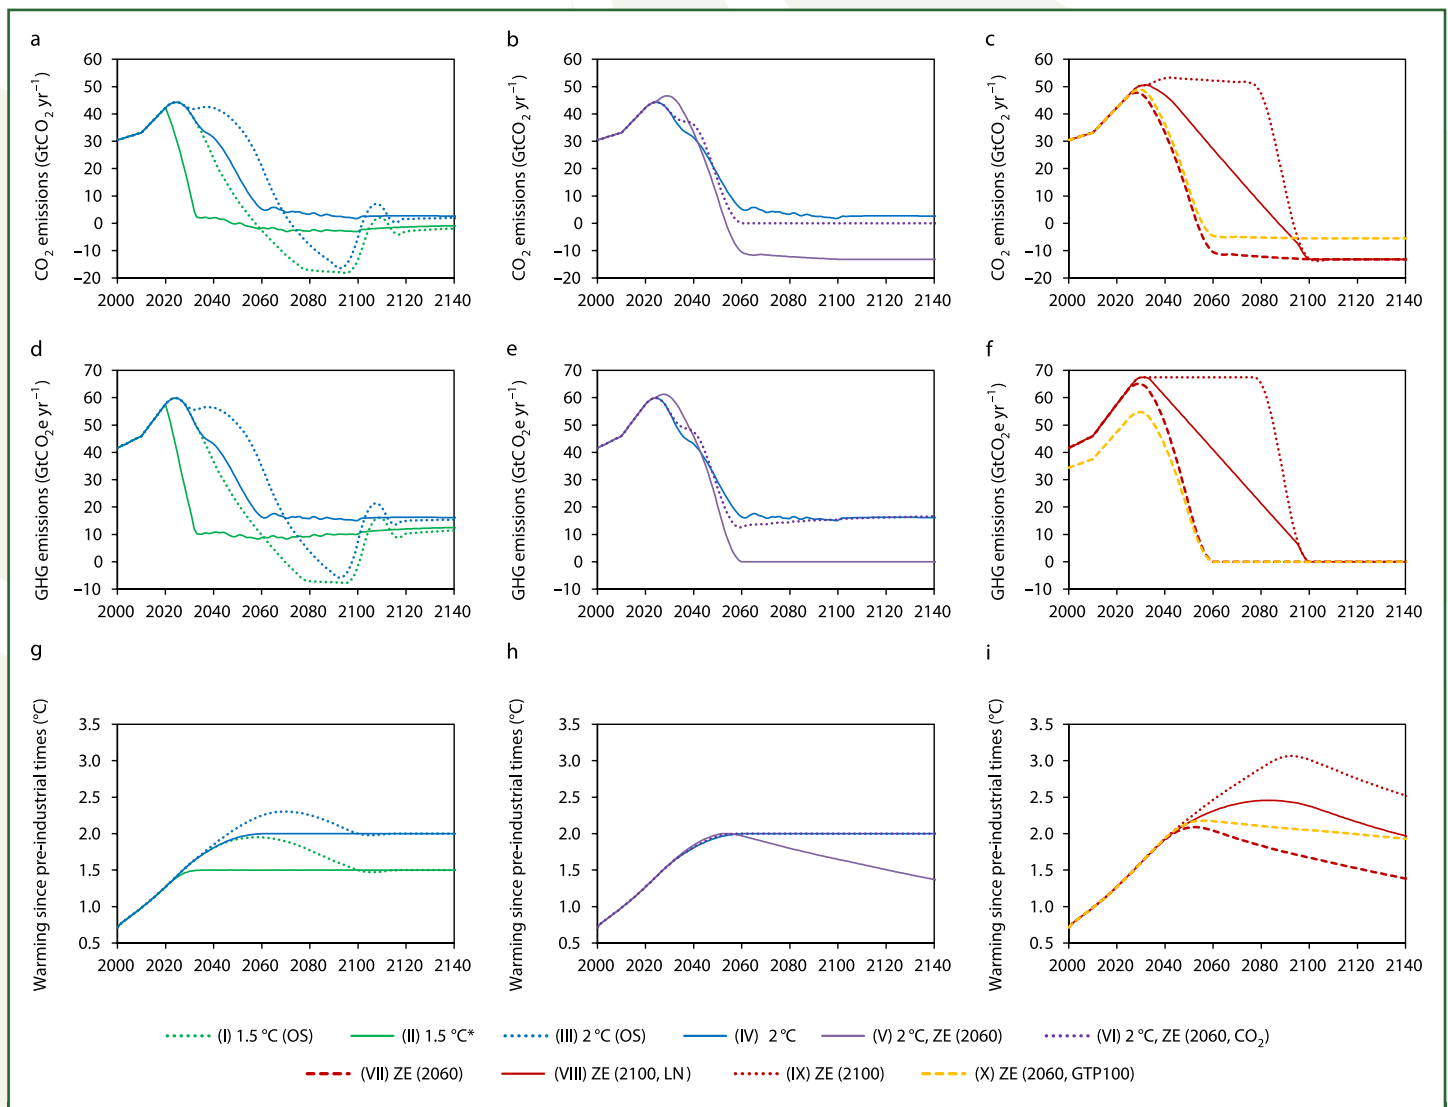 a
CO2 emissions (GtCO2 yr−1)
60
50
40
30
20
10
0
−10
−20
2000 2020 2040 2060 2080 2100 2120 2140
b
CO2 emissions (GtCO2 yr−1)
60
50
40
30
20
10
0
−10
−20
2000 2020 2040 2060 2080 2100 2120 2140
c
CO2 emissions (GtCO2 yr−1)
60
50
40
30
20
10
0
−10
−20
2000 2020 2040 2060 2080 2100 2120 2140
d
GHG emissions (GtC O2e yr−1)
70
60
50
40
30
20
10
0
−10
2000 2020 2040 2060 2080 2100 2120 2140
e
GHG emissions (GtC O2e yr−1)
70
60
50
40
30
20
10
0
−10
2000 2020 2040 2060 2080 2100 2120 2140
f
GHG emissions (GtCO2e yr−1)
70
60
50
40
30
20
10
0
−10
2000 2020 2040 2060 2080 2100 2120 2140
g
Warming since pre-industrial times (°C)
3.5
3.0
2.5
2.0
1.5
1.0
0.5
2000 2020 2040 2060 2080 2100 2120 2140
h
Warming since pre-industrial times (°C)
3.5
3.0
2.5
2.0
1.5
1.0
0.5
2000 2020 2040 2060 2080 2100 2120 2140
i
Warming since pre-industrial times (°C)
3.5
3.0
2.5
2.0
1.5
1.0
0.5
2000 2020 2040 2060 2080 2100 2120 2140
(I) 1.5 °C (OS) (II) 1.5 °C* (III) 2 °C (OS) (IV) 2 °C (V) 2 °C, ZE (2060) (VI) 2 °C, ZE (2060, CO2)
(VII) ZE (2060) (VIII) ZE (2100, LN) (IX) ZE (2100) (X) ZE (2060, GTP100)